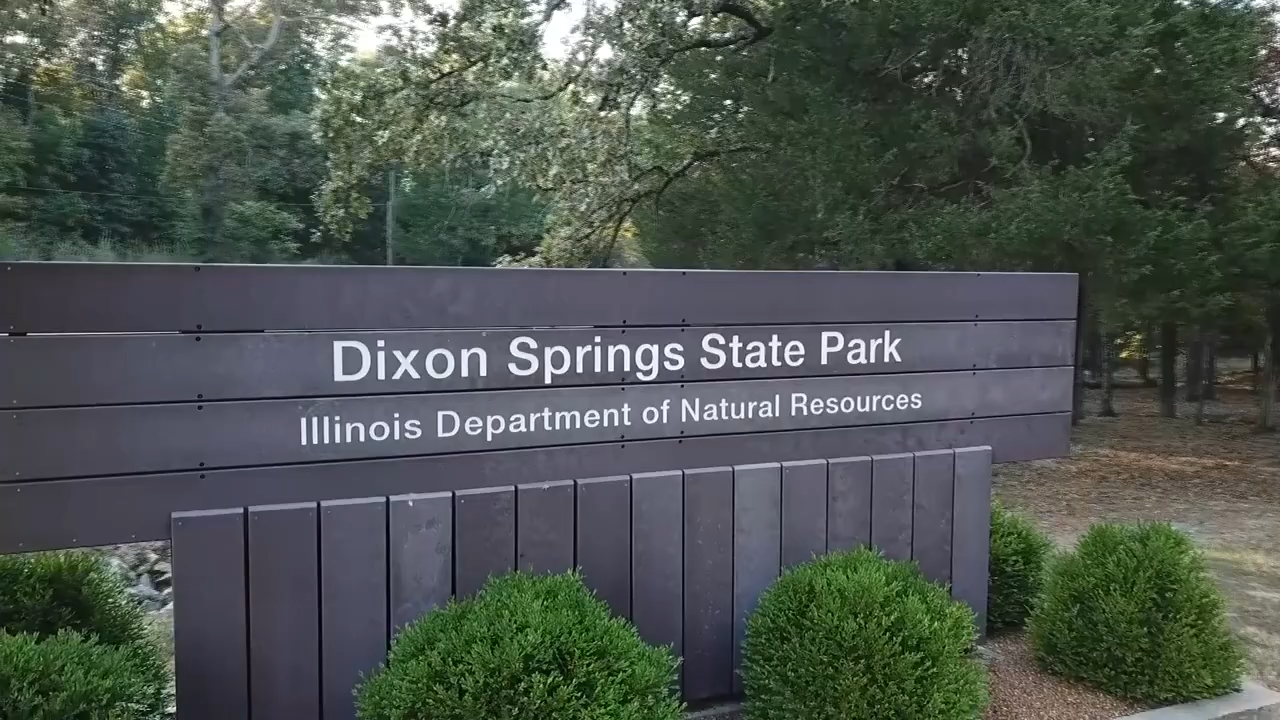 Dixon Springs State Park
Illinois Department of Natural Resources